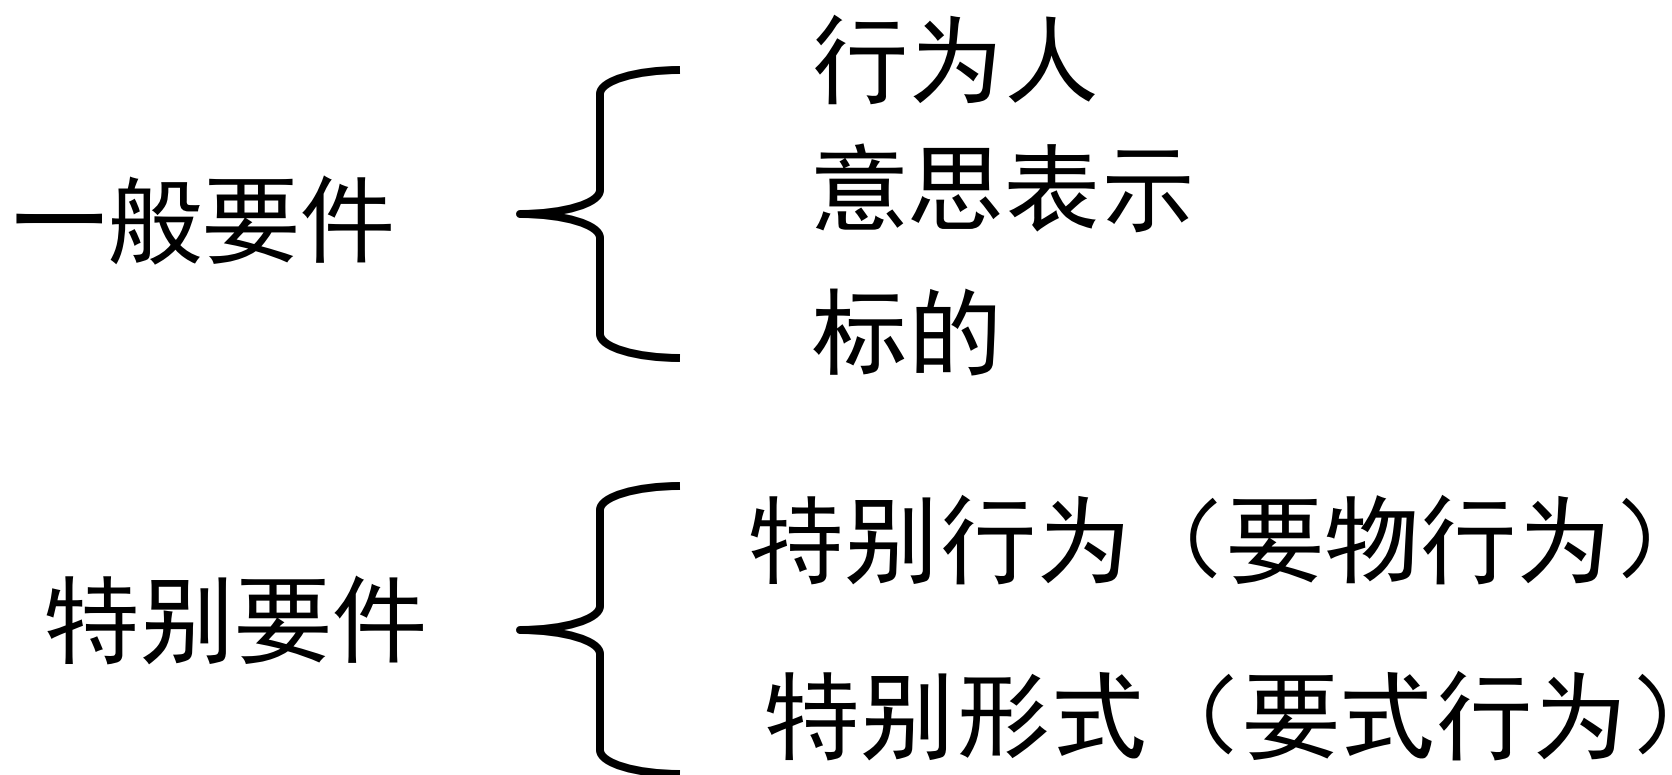 一般要件
行为人
意思表示
标的
特别要件
特别行为（要物行为）
特别形式（要式行为）